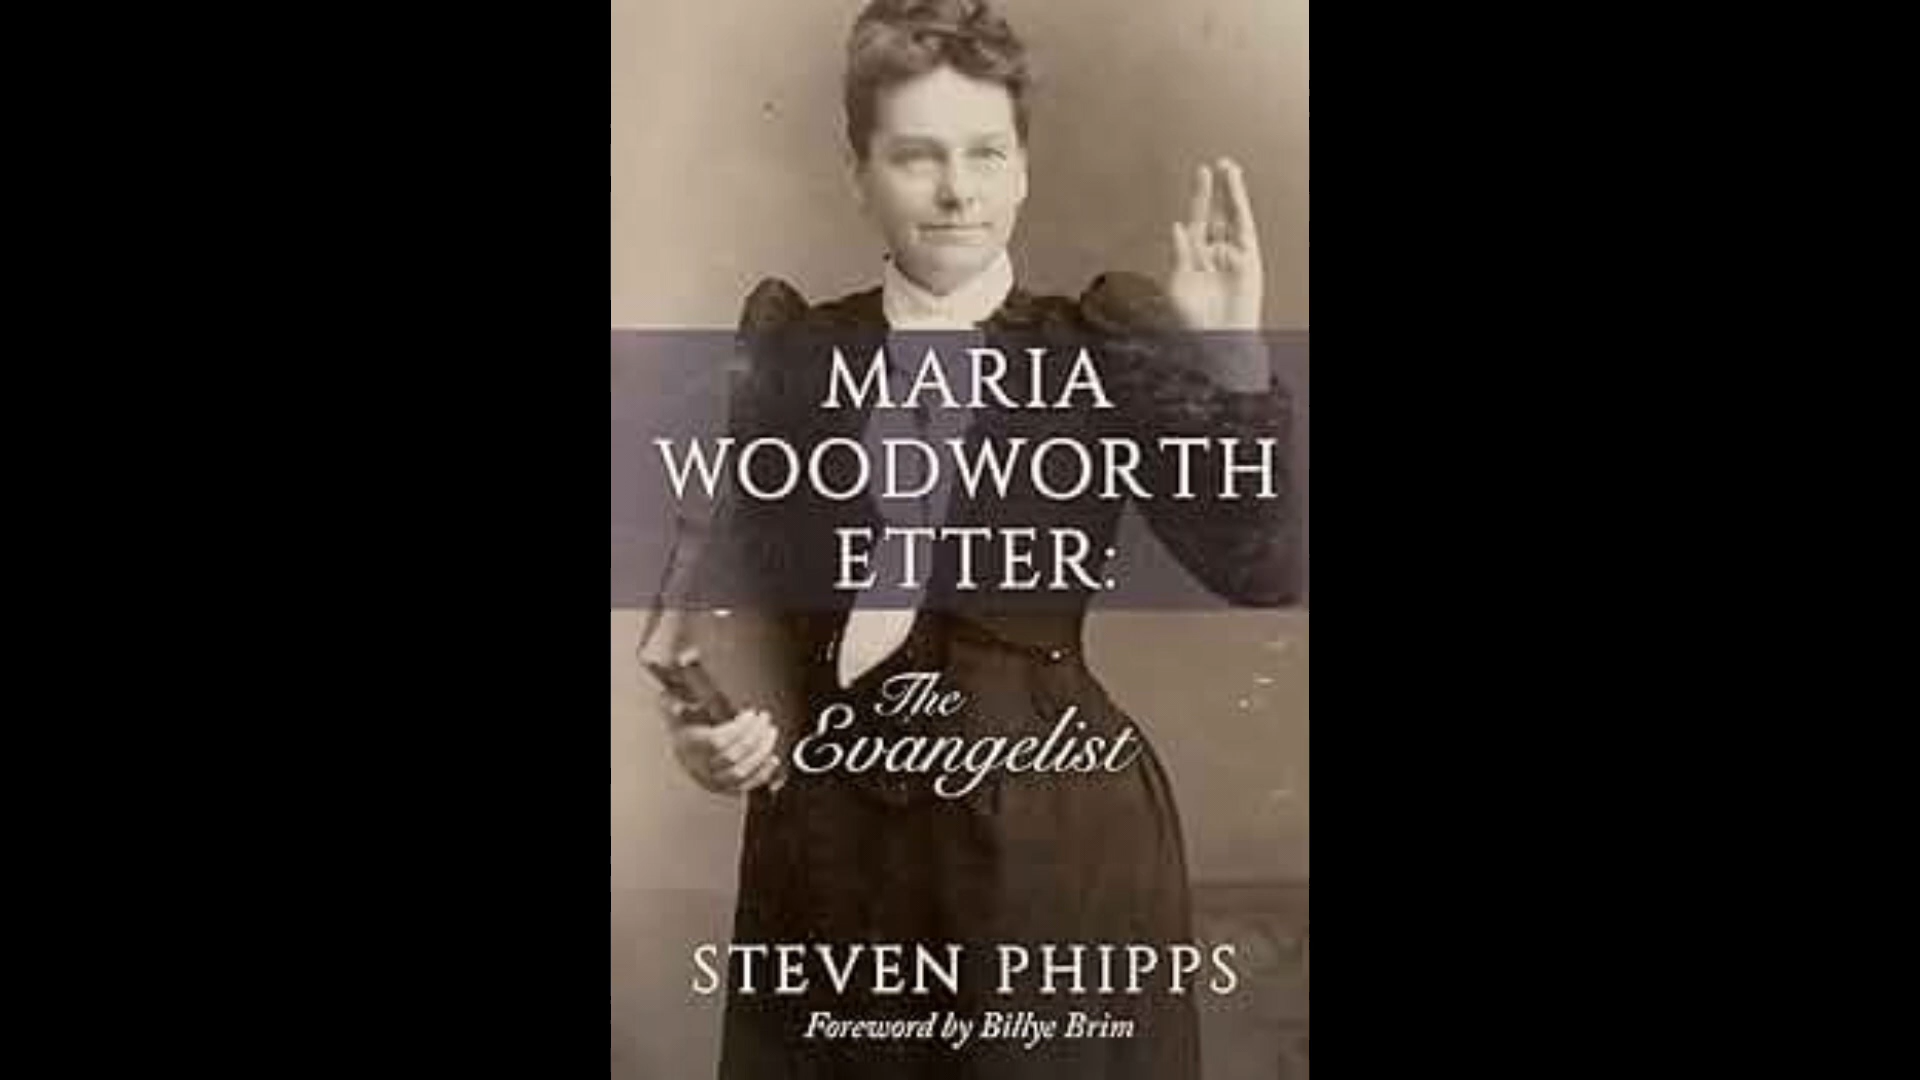 MARIA
WOODWORTH
ETTER:
The
Evangelist
STEVEN PHIPPS
Foreword by Billye Brim